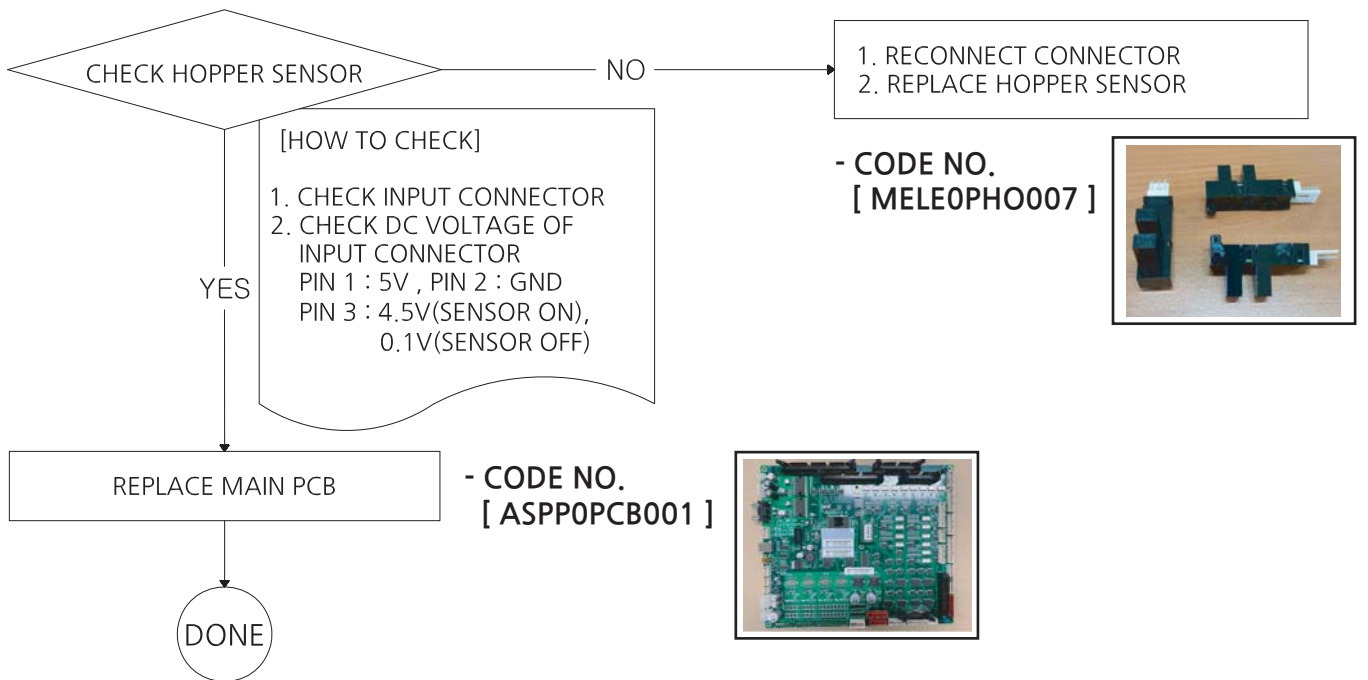 CHECK HOPPER SENSOR
NO
1. RECONNECT CONNECTOR
2. REPLACE HOPPER SENSOR
[HOW TO CHECK]
1. CHECK INPUT CONNECTOR
2. CHECK DC VOLTAGE OF
INPUT CONNECTOR
PIN 1 : 5V , PIN 2 : GND
PIN 3 : 4.5V(SENSOR ON),
0.1V(SENSOR OFF)
- CODE NO.
[ MELE0PHO007 ]
YES
REPLACE MAIN PCB
- CODE NO.
[ ASPP0PCB001 ]
DONE